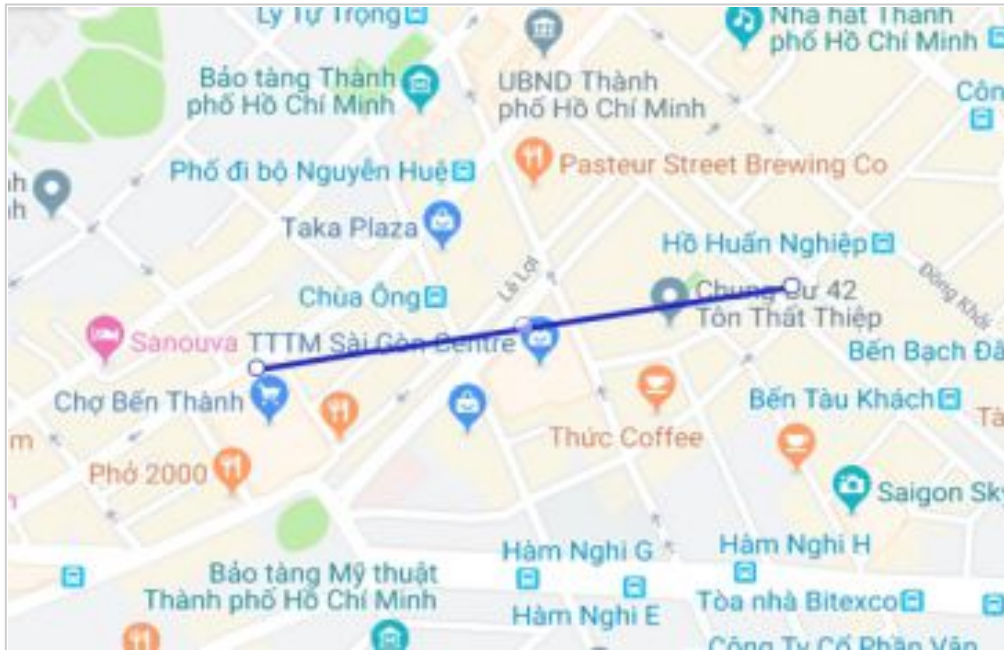 Lý Tự Trọng
Nhà hát Thành
phố Hồ Chí Minh
Bảo tàng Thành
phố Hồ Chí Minh
UBND Thành
phố Hồ Chí Minh
Côn
Phố đi bộ Nguyễn Huệ
Pasteur Street Brewing Co
nh
nh
Taka Plaza
Hồ Huấn Nghiệp
Lê Lợi
Đồng Khởi
Chùa Ông
Chung Cư 42
Tôn Thất Thiệp
Sanouva
TTTM Sài Gòn Centre
Bến Bạch Đằ
Chợ Bến Thành
Bến Tàu Khách
Tà
m
Thức Coffee
Phở 2000
Saigon Sky
Hàm Nghi G
Hàm Nghi H
Bảo tàng Mỹ thuật
Thành phố Hồ Chí Minh
Hàm Nghi E
Tòa nhà Bitexco
Công Ty Cổ Phần Văn